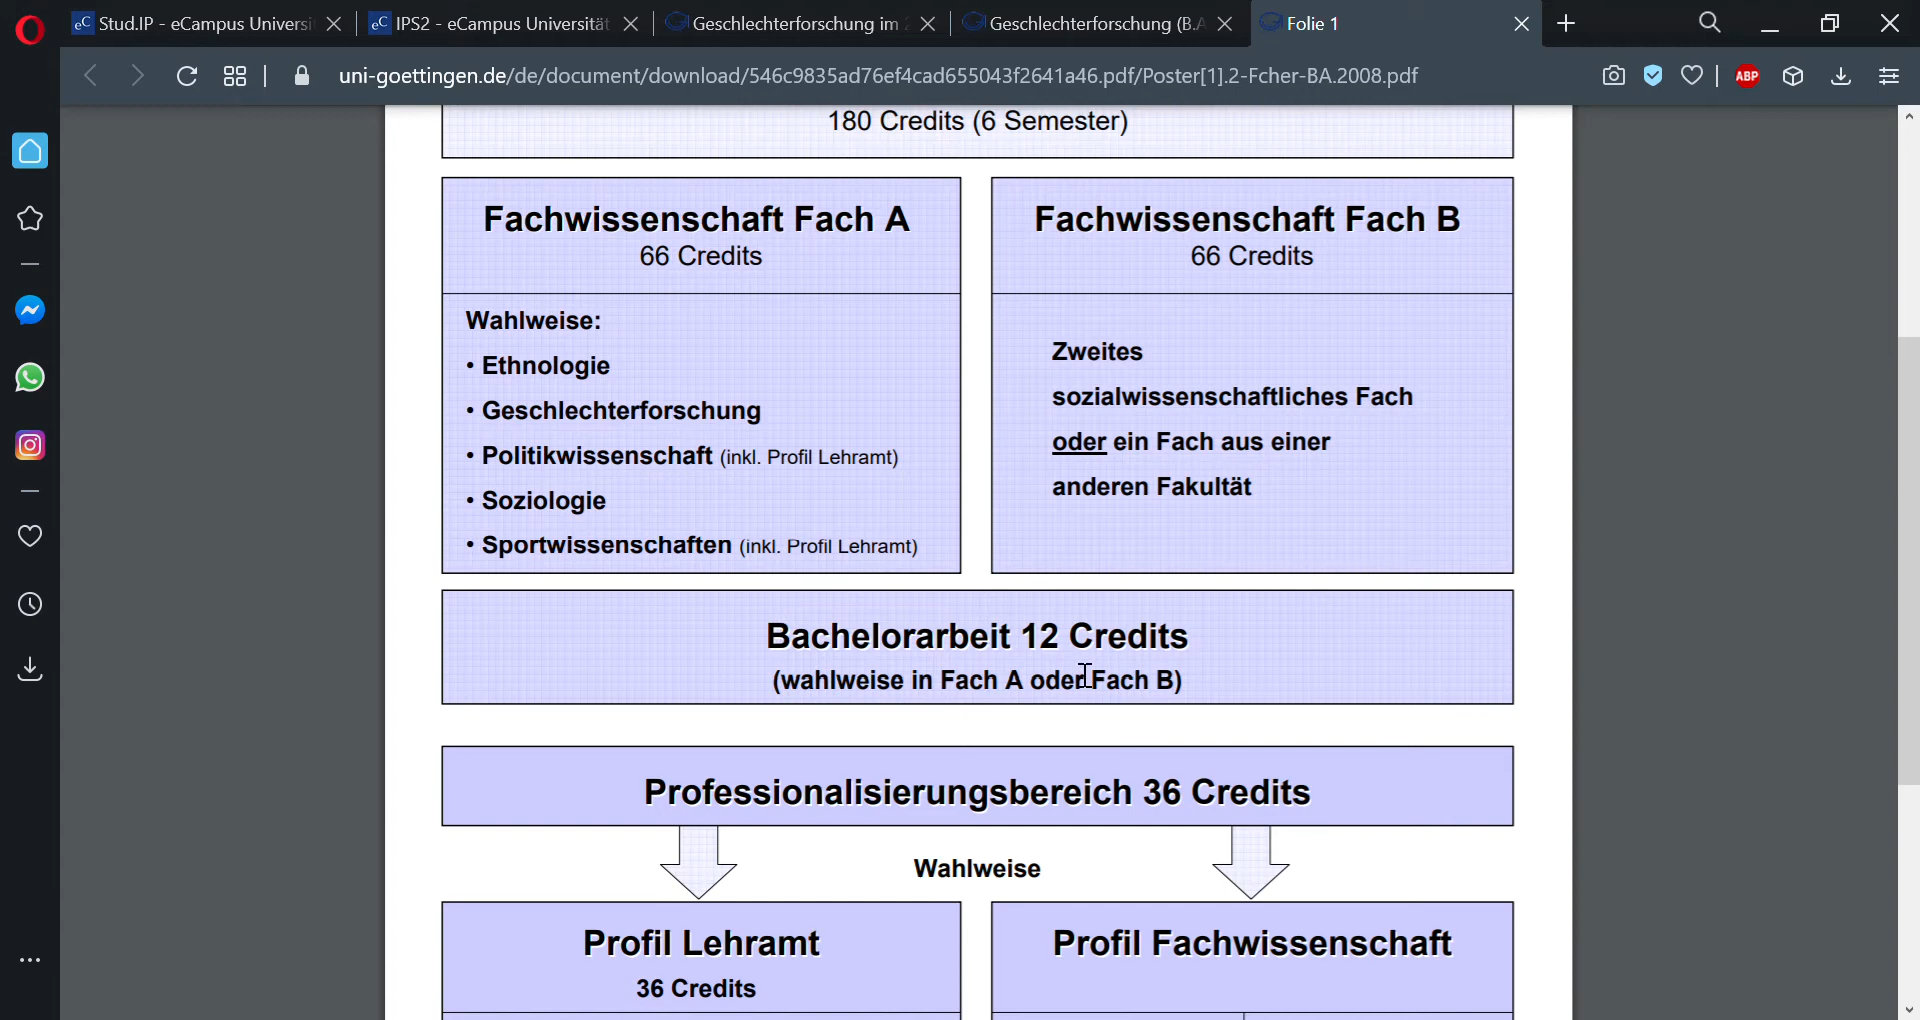 Stud.IP - eCampus Universi
IPS2 - eCampus Universität
Geschlechterforschung im
Geschlechterforschung (B.A
Folie 1
uni-goettingen.de/de/document/download/546c9835ad76ef4cad655043f2641a46.pdf/Poster[1].2-Fcher-BA.2008.pdf
ABP
180 Credits (6 Semester)
Fachwissenschaft Fach A
66 Credits
Wahlweise:
• Ethnologie
• Geschlechterforschung
• Politikwissenschaft (inkl. Profil Lehramt)
• Soziologie
• Sportwissenschaften (inkl. Profil Lehramt)
Fachwissenschaft Fach B
66 Credits
Zweites
sozialwissenschaftliches Fach
oder ein Fach aus einer
anderen Fakultät
Bachelorarbeit 12 Credits
(wahlweise in Fach A oder Fach B)
Professionalisierungsbereich 36 Credits
Wahlweise
Profil Lehramt
36 Credits
Profil Fachwissenschaft